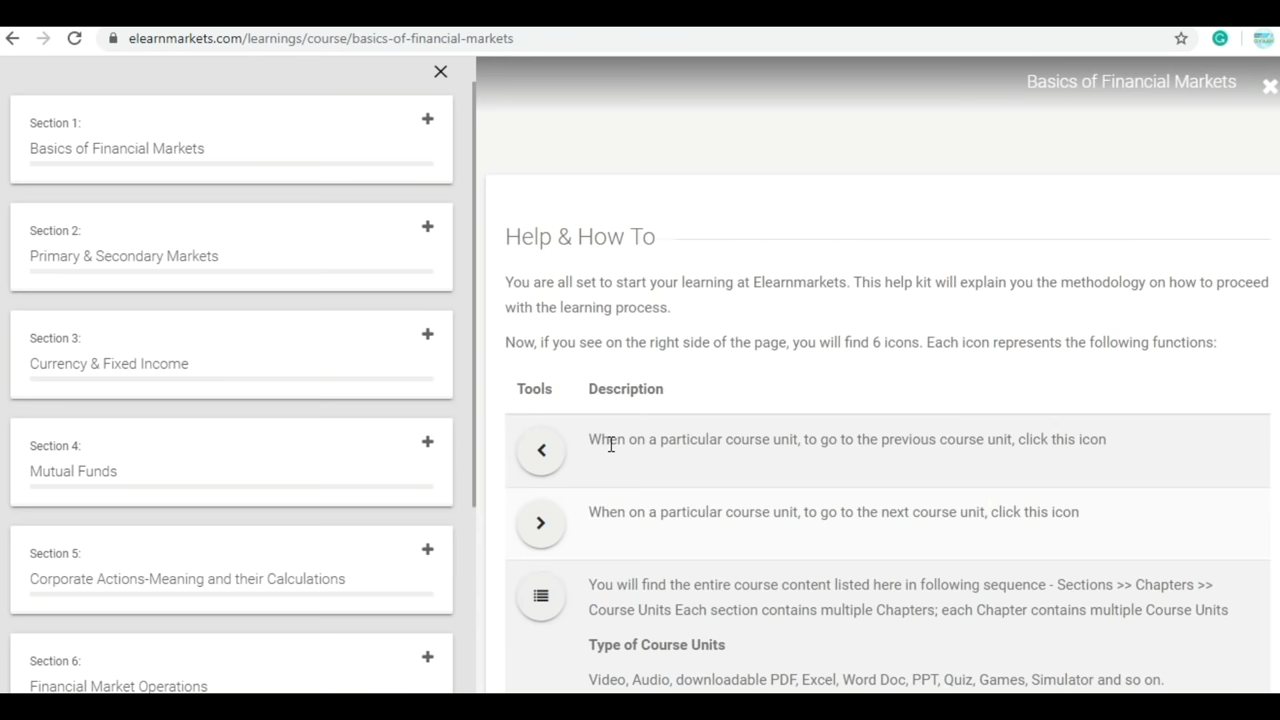 elearnmarkets.com/learnings/course/basics-of-financial-markets
Basics of Financial Markets
Section 1:
Basics of Financial Markets
Section 2:
Primary & Secondary Markets
Section 3:
Currency & Fixed Income
Section 4:
Mutual Funds
Section 5:
Corporate Actions-Meaning and their Calculations
Section 6:
Financial Market Operations
Help & How To
You are all set to start your learning at Elearnmarkets. This help kit will explain you the methodology on how to proceed
with the learning process.
Now, if you see on the right side of the page, you will find 6 icons. Each icon represents the following functions:
Tools Description
When on a particular course unit, to go to the previous course unit, click this icon
When on a particular course unit, to go to the next course unit, click this icon
You will find the entire course content listed here in following sequence - Sections >> Chapters >>
Course Units Each section contains multiple Chapters; each Chapter contains multiple Course Units
Type of Course Units
Video, Audio, downloadable PDF, Excel, Word Doc, PPT, Quiz, Games, Simulator and so on.